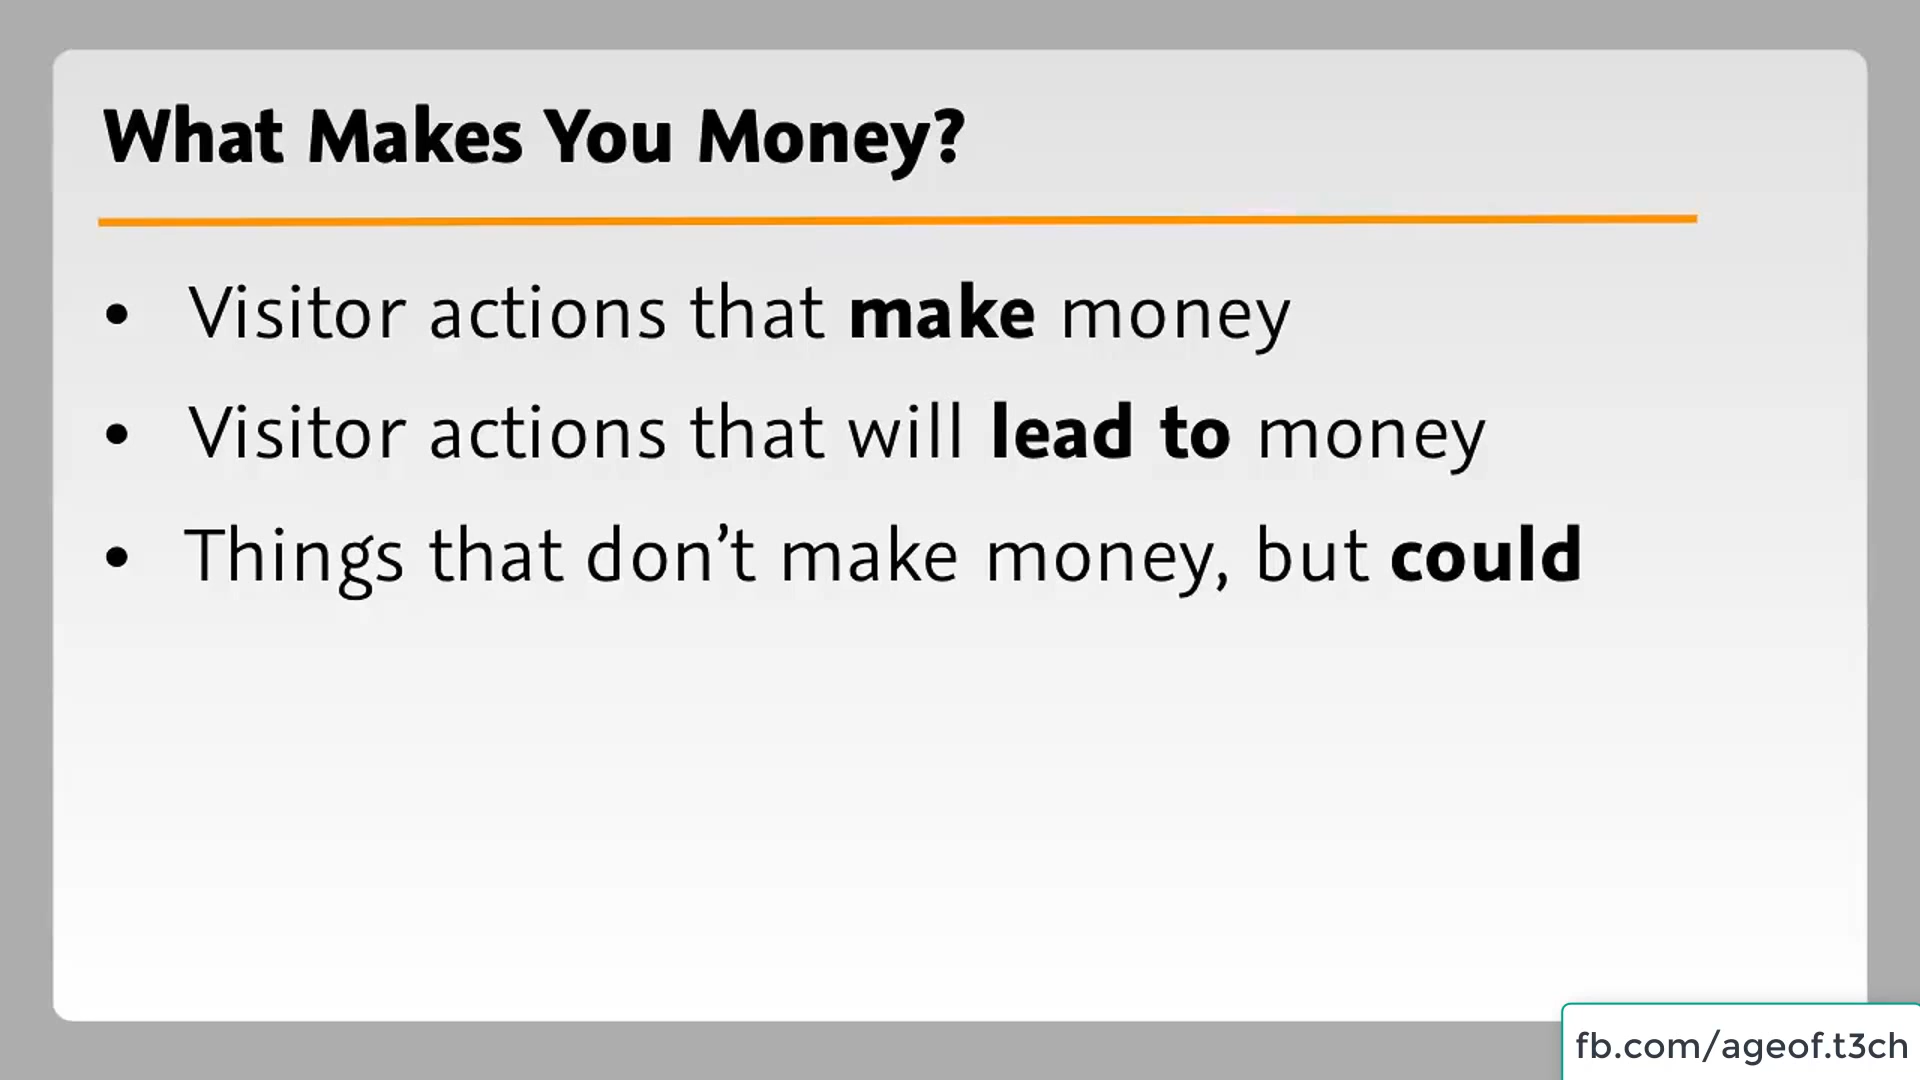 What Makes You Money?
• Visitor actions that make money
• Visitor actions that will lead to money
• Things that don’t make money, but could
fb.com/ageof.t3ch